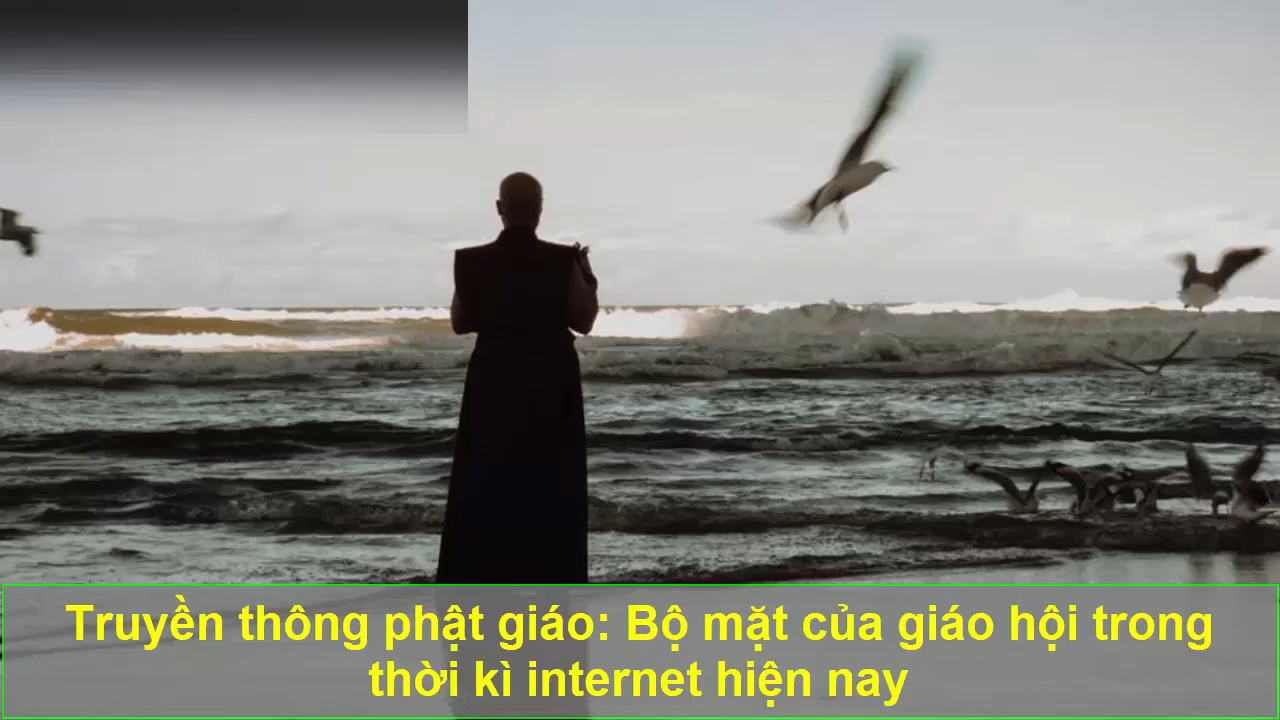 Truyền thông phật giáo: Bộ mặt của giáo hội trong
thời kì internet hiện nay